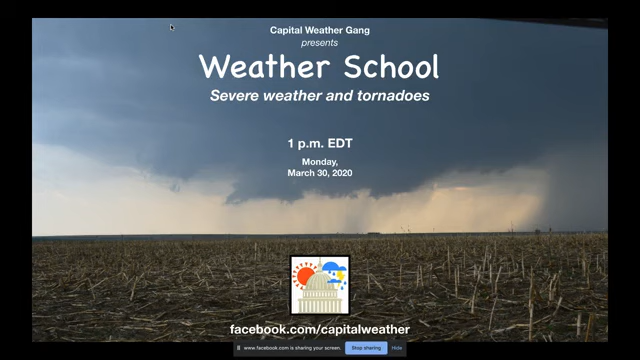 Capital Weather Gang
presents
Weather School
Severe weather and tornadoes
1 p.m. EDT
Monday,
March 30, 2020
facebook.com/capitalweather
www.facebook.com is sharing your screen.
Stop sharing
Hide